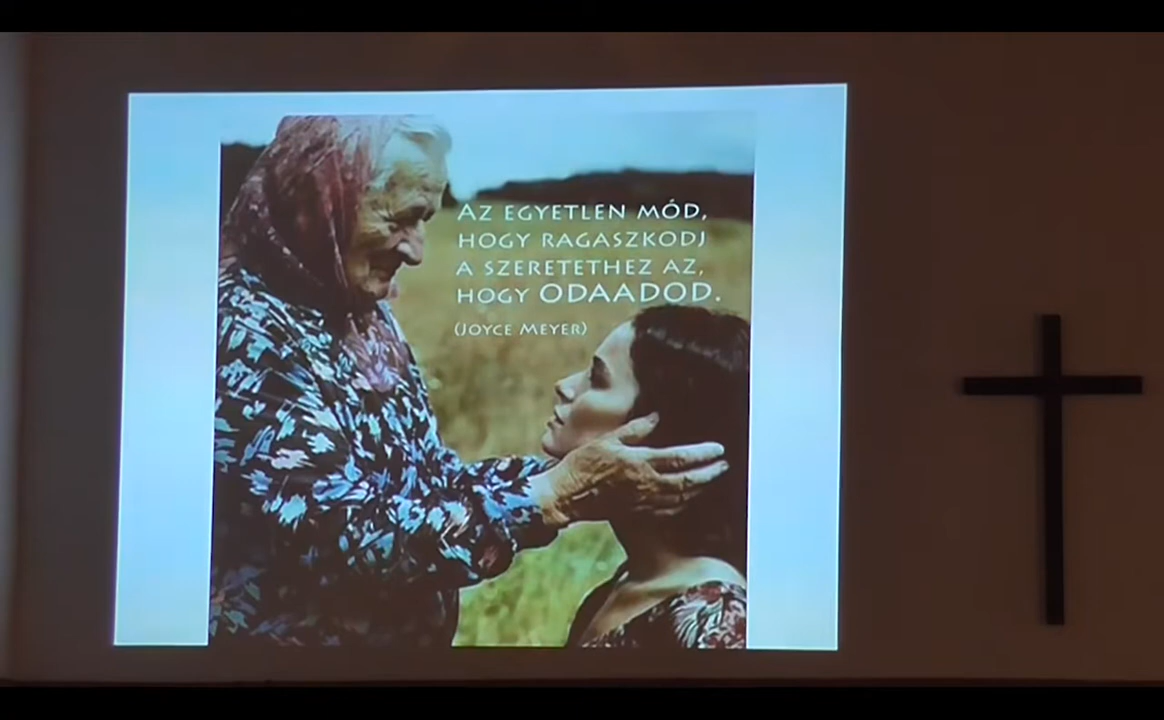 AZ EGYETLEN MÓD,
HOGY RAGASZKODJ
A SZERETETHEZ AZ,
HOGY ODAADOD.
(JOYCE MEYER)